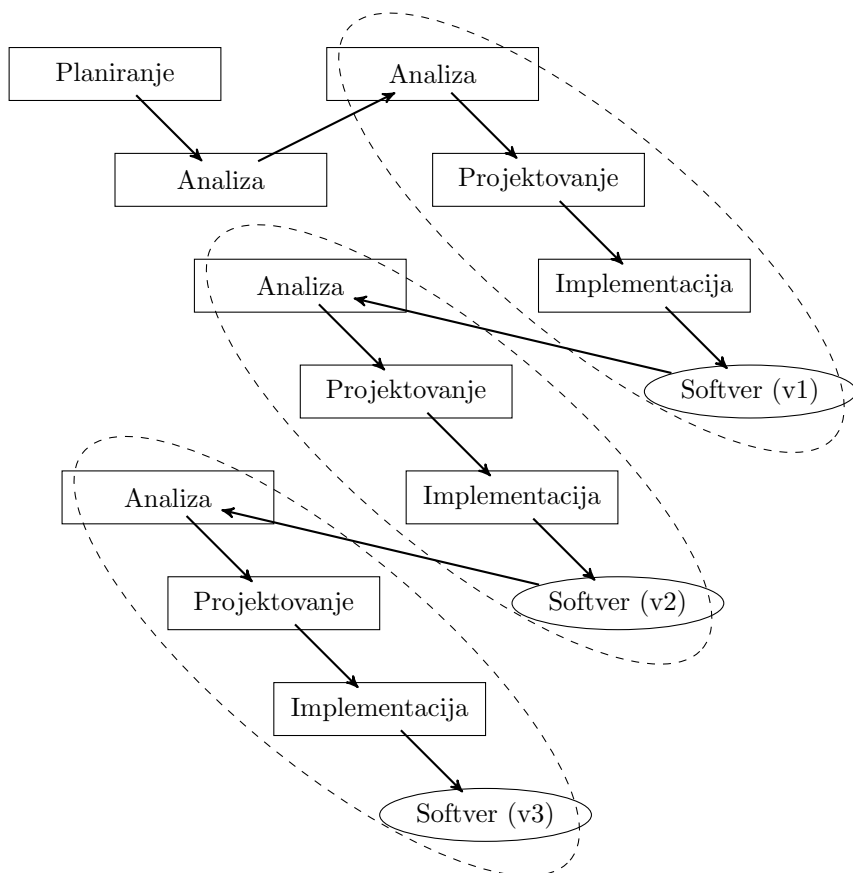 Planiranje
Analiza
Analiza
Projektovanje
Implementacija
Softver (v1)
Analiza
Projektovanje
Implementacija
Softver (v2)
Analiza
Projektovanje
Implementacija
Softver (v3)